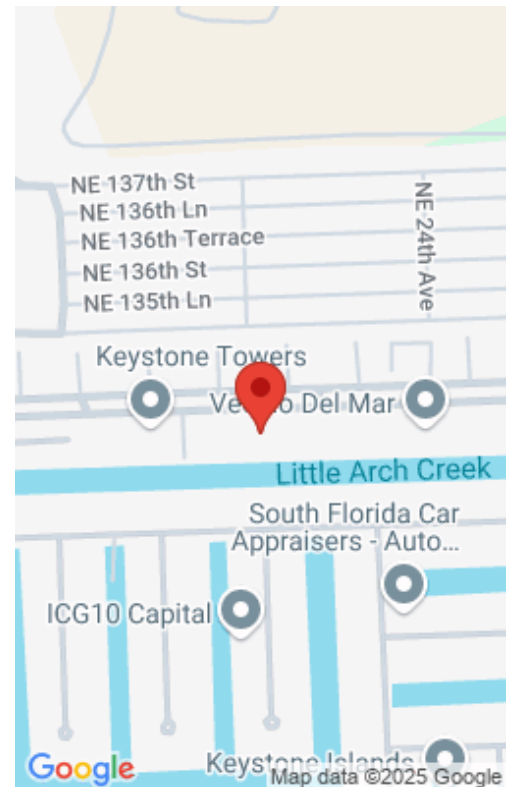 NE 137th St
NE 136th Ln
NE 136th Terrace
NE 136th St
NE 135th Ln
NE 24th Ave
Keystone Towers
Del Mar
Little Arch Creek
South Florida Car
Appraisers - Auto...
ICG10 Capital
Keystone Islands
Google
Map data ©2025 Google